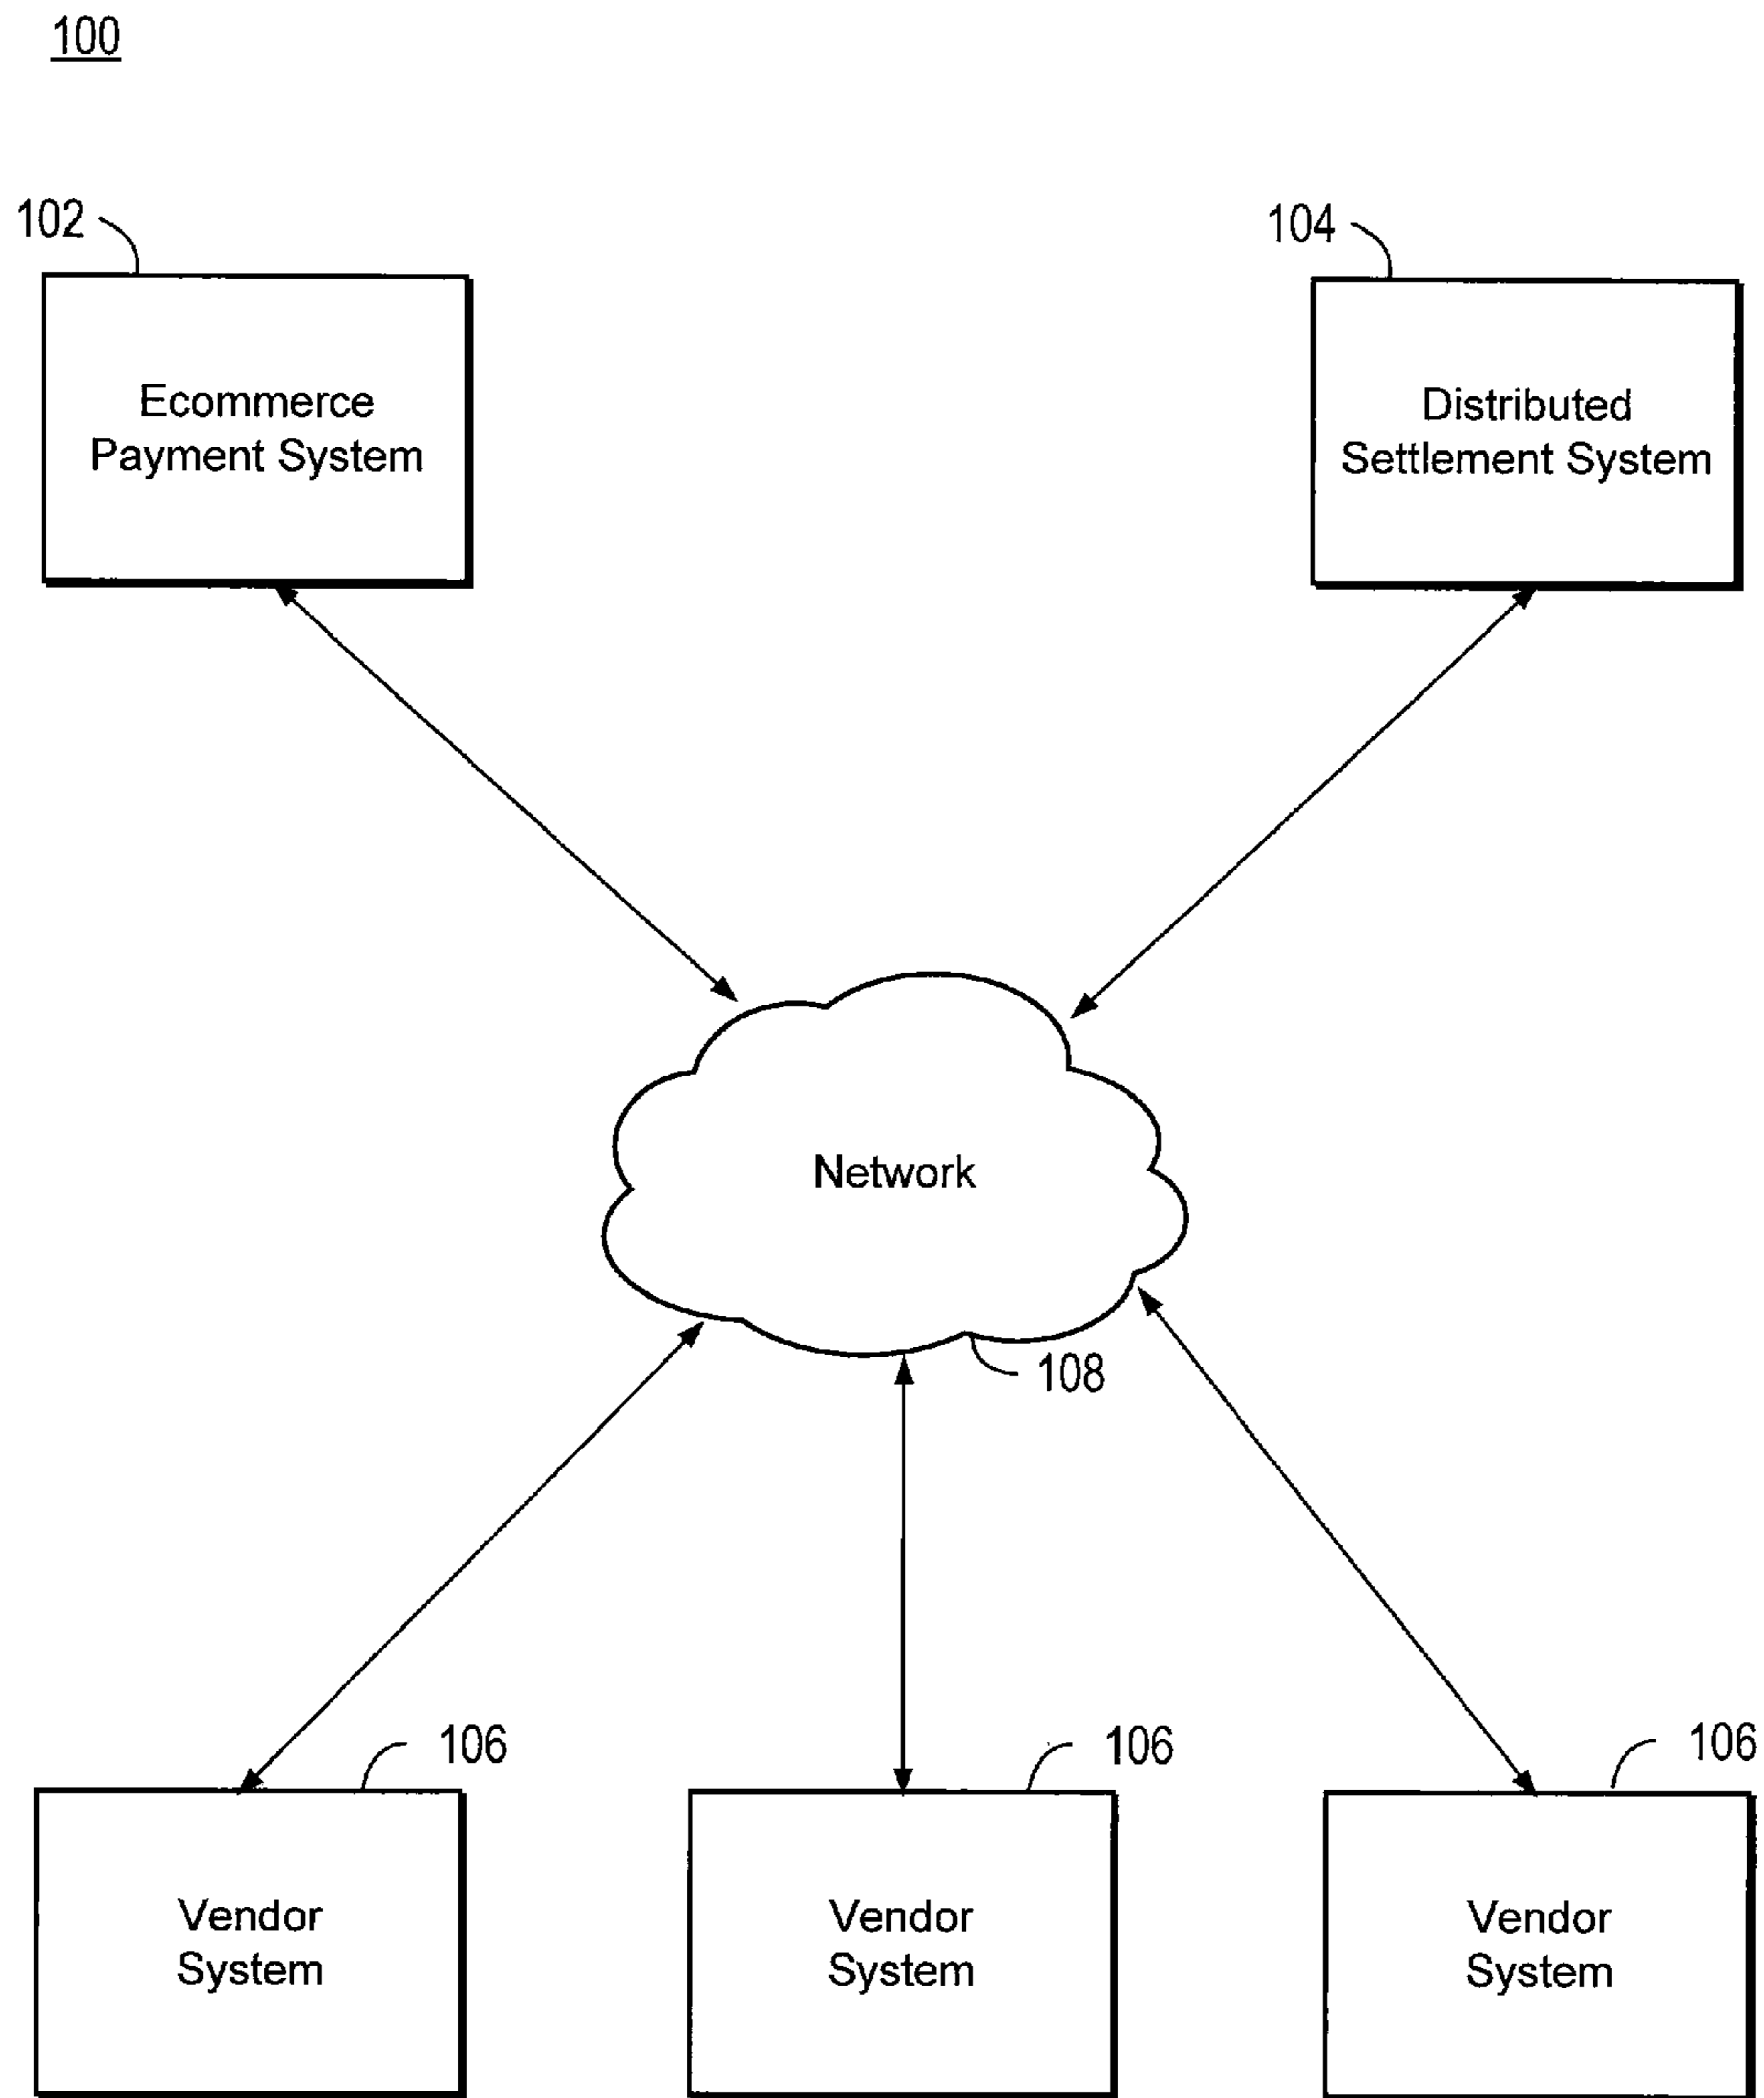 100
102
104
Ecommerce
Payment System
Distributed
Settlement System
Network
108
106
106
106
Vendor
System
Vendor
System
Vendor
System